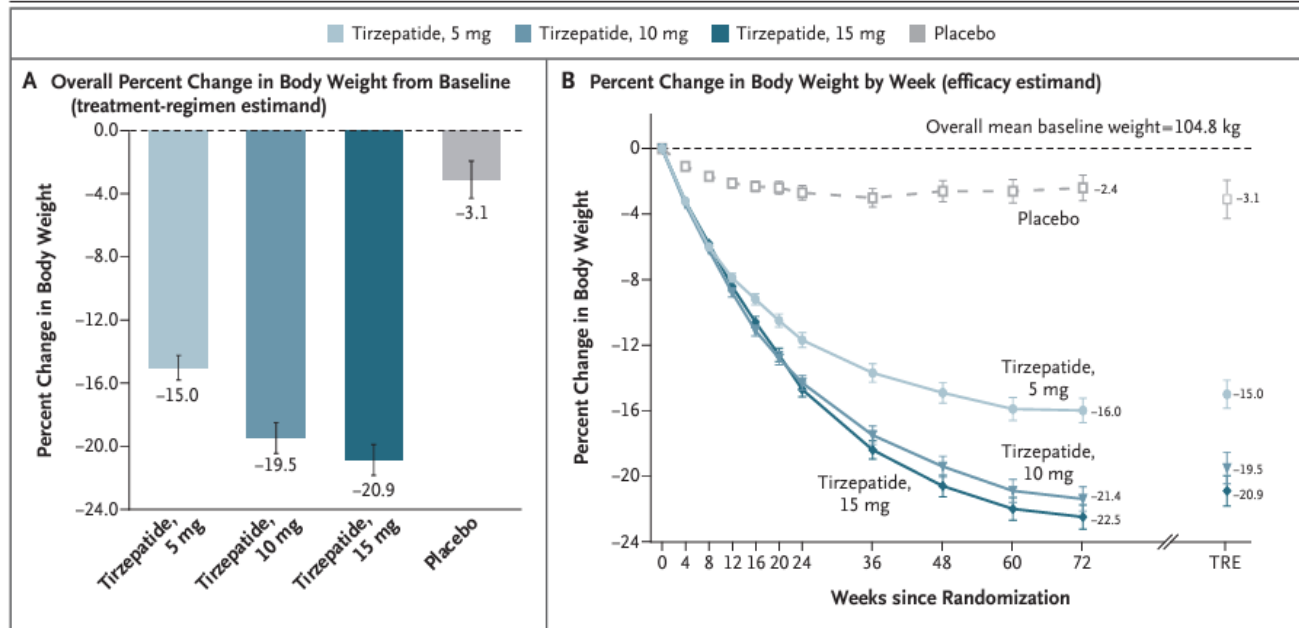 Tirzepatide, 5 mg
Tirzepatide, 10 mg
Tirzepatide, 15 mg
Placebo
A Overall Percent Change in Body Weight from Baseline
(treatment-regimen estimand)
Percent Change in Body Weight
0.0
−4.0
−8.0
−12.0
−16.0
−20.0
−24.0
−15.0
−19.5
−20.9
−3.1
Tirzepatide,
5 mg
Tirzepatide,
10 mg
Tirzepatide,
15 mg
Placebo
B Percent Change in Body Weight by Week (efficacy estimand)
Overall mean baseline weight=104.8 kg
Percent Change in Body Weight
0
−4
−8
−12
−16
−20
−24
−2.4
−3.1
Placebo
Tirzepatide,
5 mg
−16.0
−15.0
Tirzepatide,
10 mg
−21.4
−19.5
Tirzepatide,
15 mg
−22.5
−20.9
0 4 8 12 16 20 24 36 48 60 72 TRE
Weeks since Randomization